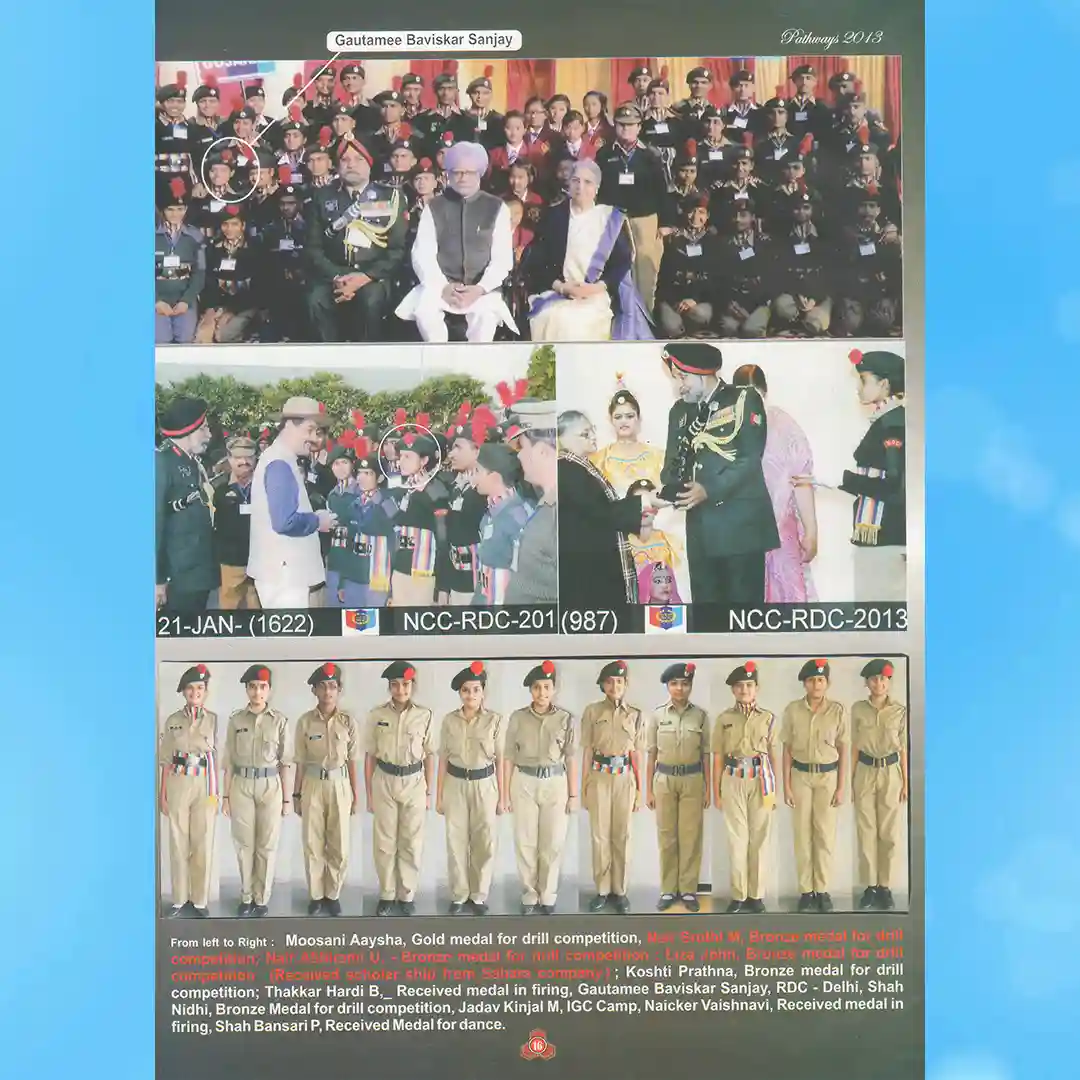 Gautamee Baviskar Sanjay
Pathways 2013
21-JAN- (1622)
NCC-RDC-201
(987)
NCC-RDC-2013
From left to Right : Moosani Aaysha, Gold medal for drill competition, Nair Sruthi M, Bronze medal for drill
competition, Nair U, - Bronze medal for drill competition ; Liza John, Bronze medal for drill
competition (Received scholer ship from Sahara company) ; Koshti Prathna, Bronze medal for drill
competition; Thakkar Hardi B,_ Received medal in firing, Gautamee Baviskar Sanjay, RDC - Delhi, Shah
Nidhi, Bronze Medal for drill competition, Jadav Kinjal M, IGC Camp, Naicker Vaishnavi, Received medal in
firing, Shah Bansari P, Received Medal for dance.
16